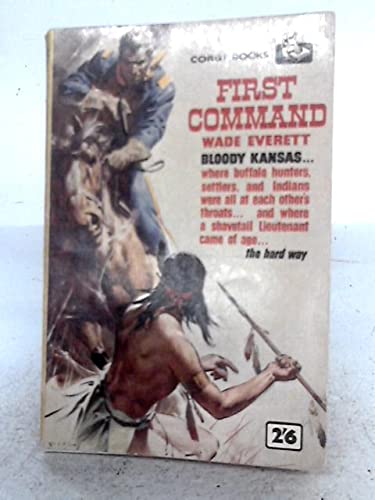 CORGI BOOKS
FIRST
COMMAND
WADE EVERETT
BLOODY KANSAS...
where buffalo hunters,
settlers, and Indians
were all at each other's
throats... and where
a shavetail Lieutenant
came of age...
...the hard way
2'6